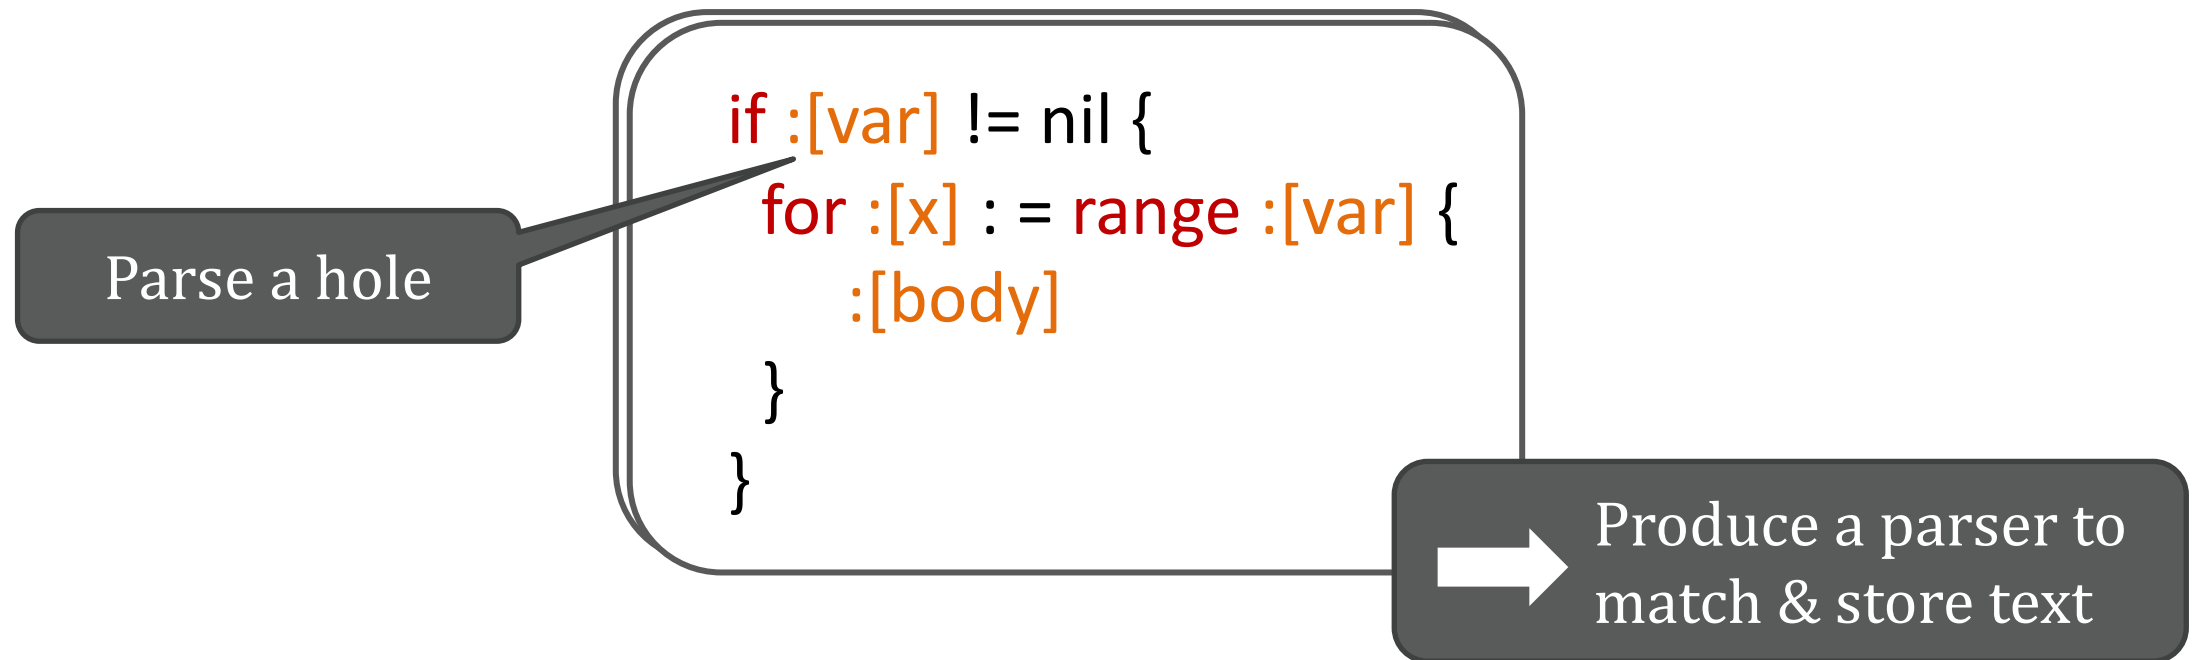 if :[var] != nil {
for :[x] : = range :[var] {
:[body]
}
}
Parse a hole
Produce a parser to
match & store text